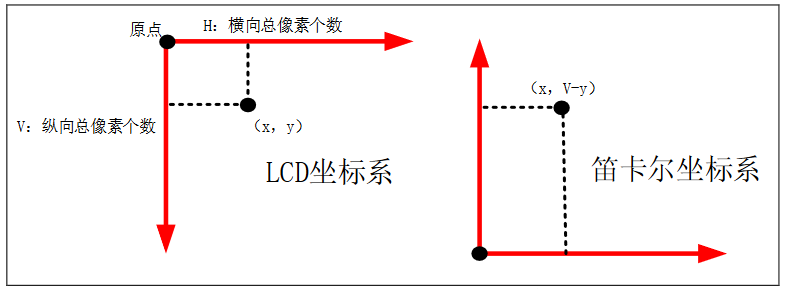 原点
H：横向总像素个数
V：纵向总像素个数
（x，y）
LCD坐标系
（x，V-y）
笛卡尔坐标系